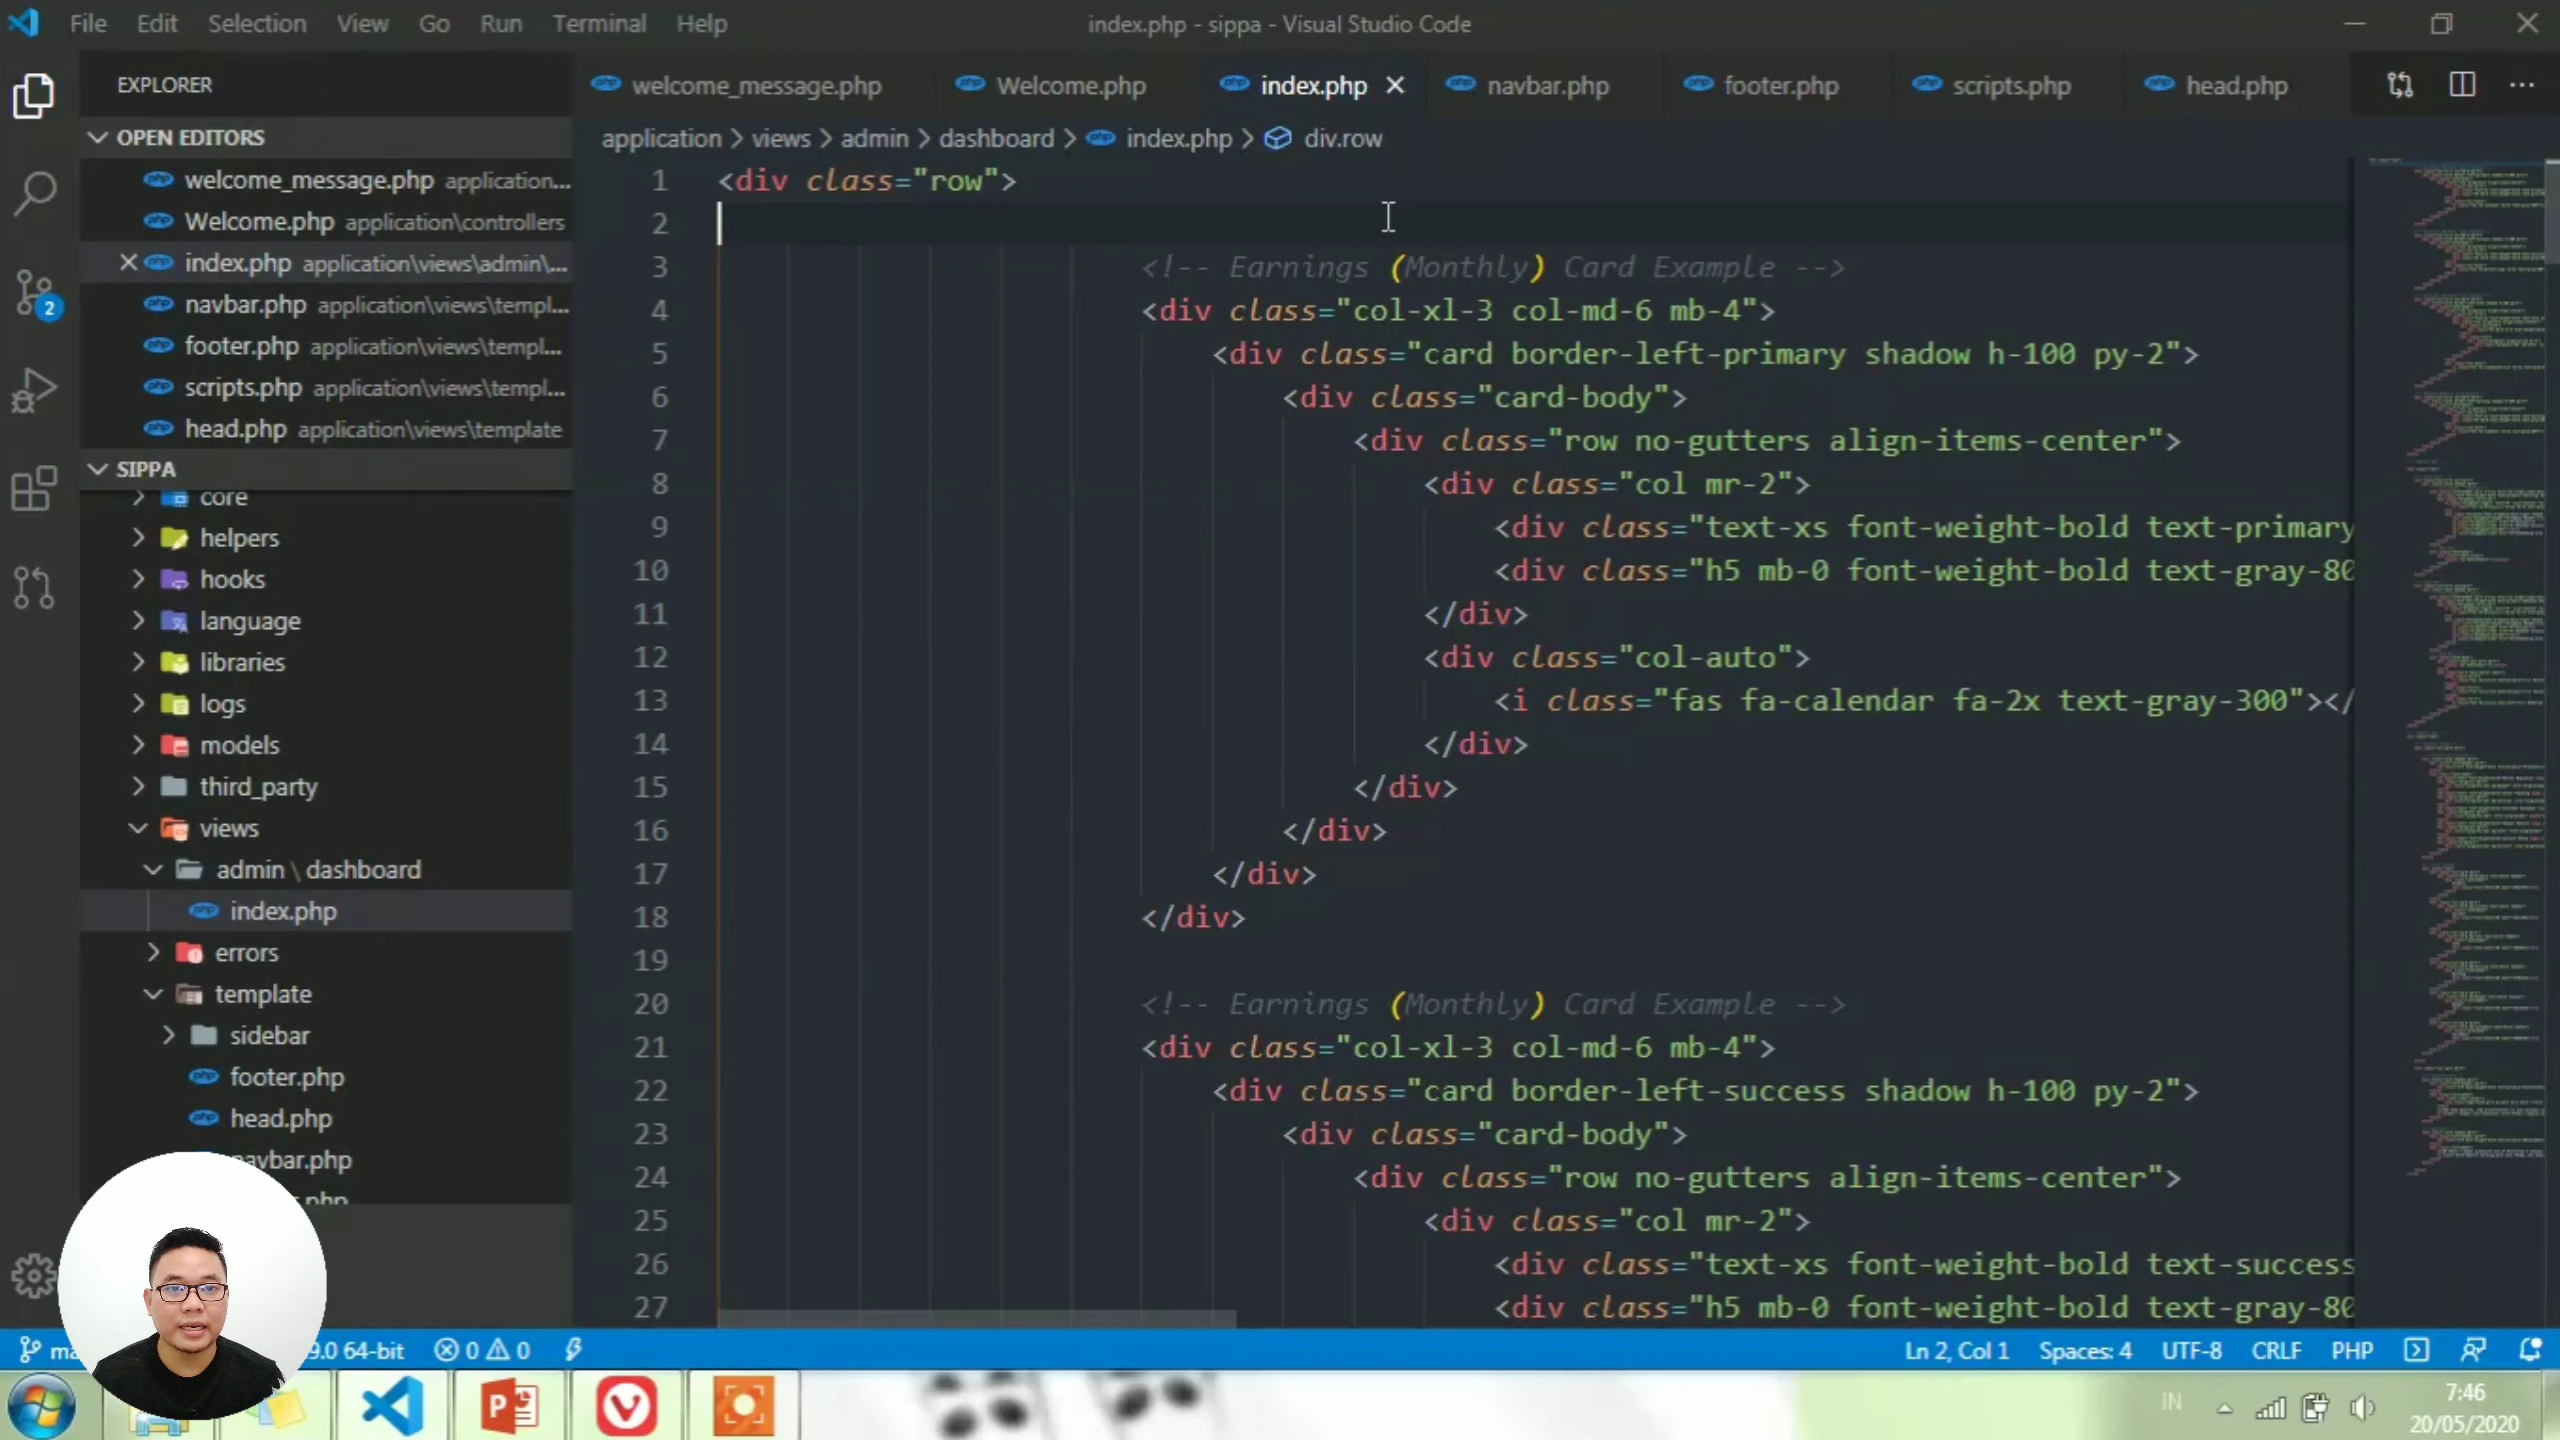 File Edit Selection View Go Run Terminal Help
index.php - sippa - Visual Studio Code
EXPLORER
OPEN EDITORS
welcome_message.php application...
Welcome.php application\controllers
index.php application\views\admin\...
navbar.php application\views\templ...
footer.php application\views\templ...
scripts.php application\views\templ...
head.php application\views\template
SIPPA
core
helpers
hooks
language
libraries
logs
models
third_party
views
admin \ dashboard
index.php
errors
template
sidebar
footer.php
head.php
navbar.php
2
welcome_message.php Welcome.php index.php navbar.php footer.php scripts.php head.php
application > views > admin > dashboard > index.php > div.row
1 <div class="row">
2
3 <!-- Earnings (Monthly) Card Example -->
4 <div class="col-xl-3 col-md-6 mb-4">
5 <div class="card border-left-primary shadow h-100 py-2">
6 <div class="card-body">
7 <div class="row no-gutters align-items-center">
8 <div class="col mr-2">
9 <div class="text-xs font-weight-bold text-primary
10 <div class="h5 mb-0 font-weight-bold text-gray-80
11 </div>
12 <div class="col-auto">
13 <i class="fas fa-calendar fa-2x text-gray-300"></
14 </div>
15 </div>
16 </div>
17 </div>
18 </div>
19
20 <!-- Earnings (Monthly) Card Example -->
21 <div class="col-xl-3 col-md-6 mb-4">
22 <div class="card border-left-success shadow h-100 py-2">
23 <div class="card-body">
24 <div class="row no-gutters align-items-center">
25 <div class="col mr-2">
26 <div class="text-xs font-weight-bold text-success
27 <div class="h5 mb-0 font-weight-bold text-gray-80
64-bit 0 0 Ln 2, Col 1 Spaces: 4 UTF-8 CRLF PHP
IN 7:46
20/05/2020